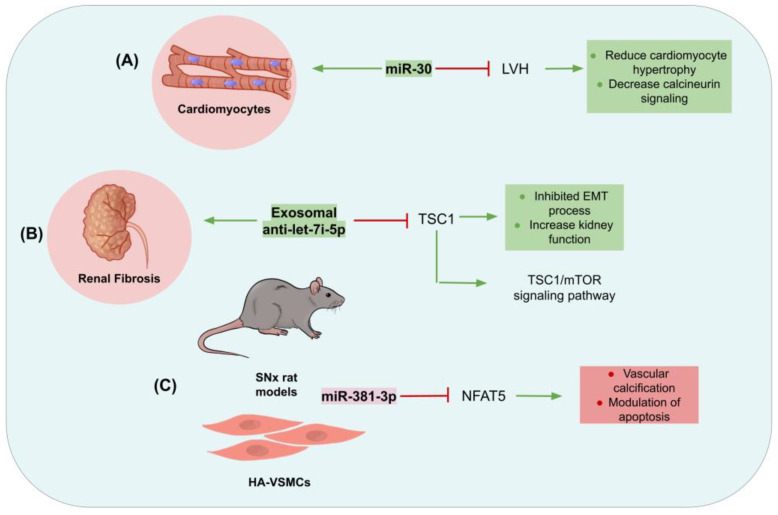 (A)
Cardiomyocytes
miR-30
LVH
Reduce cardiomyocyte
hypertrophy
Decrease calcineurin
signaling
(B)
Renal Fibrosis
Exosomal
anti-let-7i-5p
TSC1
Inhibited EMT
process
Increase kidney
function
TSC1/mTOR
signaling pathway
(C)
SNx rat
models
miR-381-3p
NFAT5
Vascular
calcification
Modulation of
apoptosis
HA-VSMCs